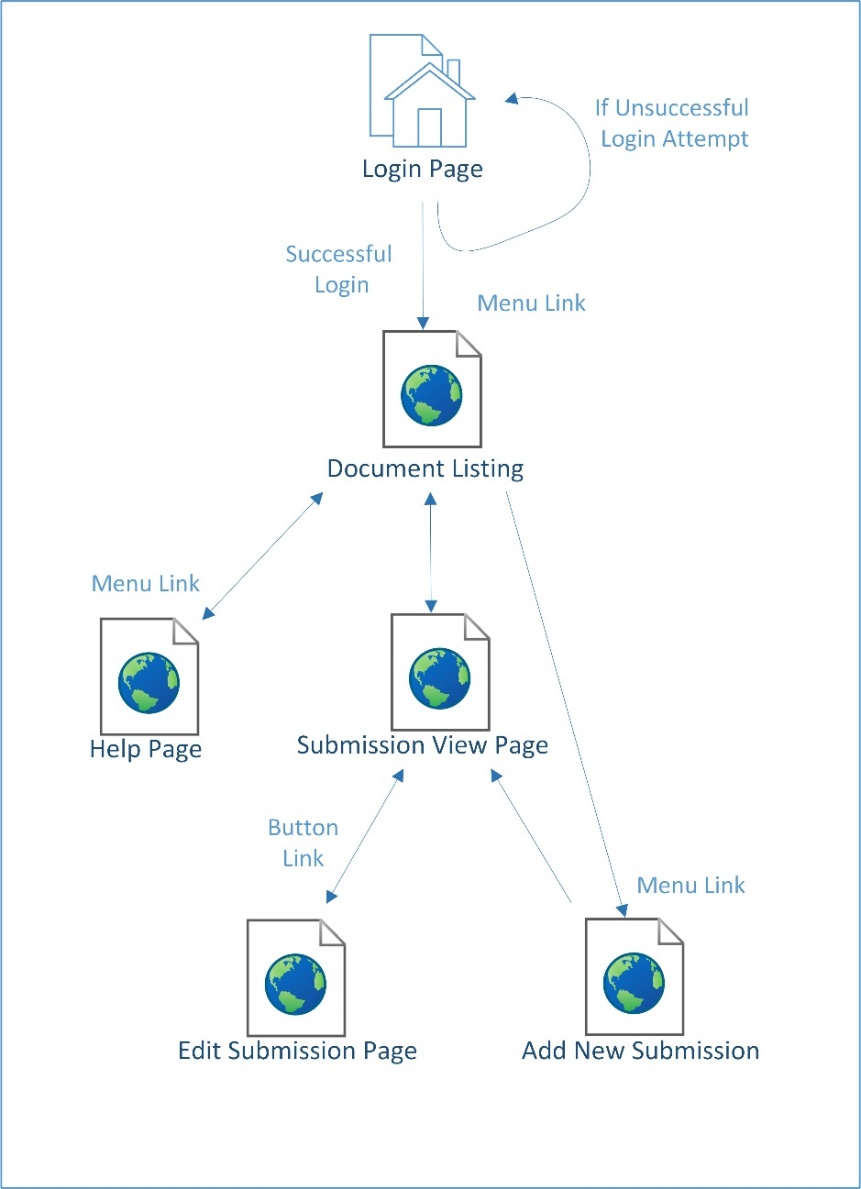 If Unsuccessful
Login Attempt
Login Page
Successful
Login
Menu Link
Document Listing
Menu Link
Help Page
Submission View Page
Button
Link
Menu Link
Edit Submission Page
Add New Submission